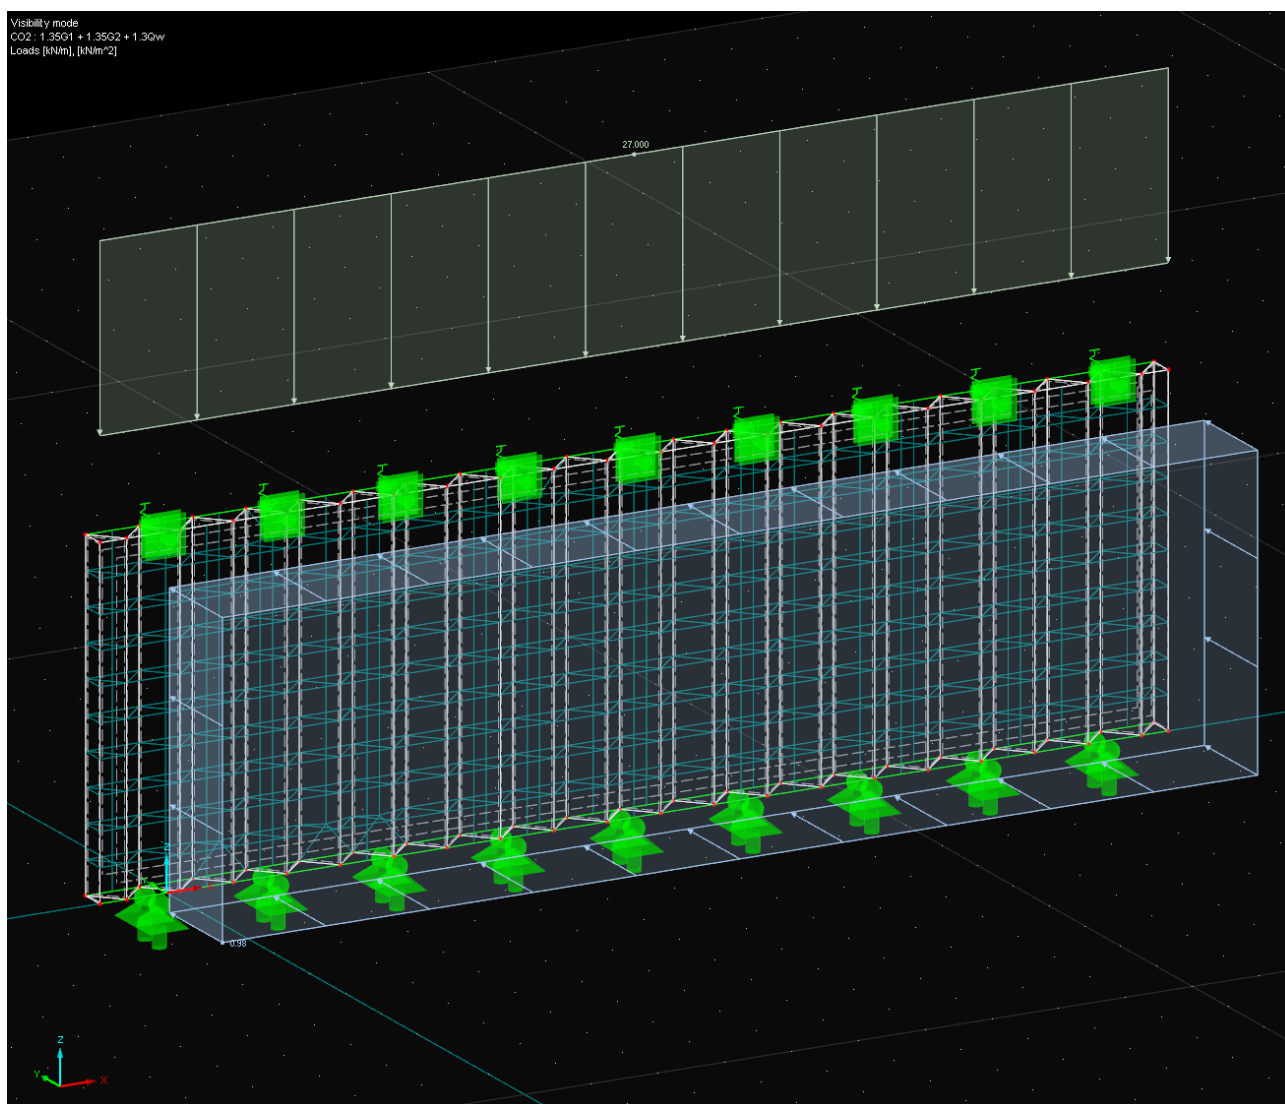 Visibility mode
CO2 : 1.35G1 + 1.35G2 + 1.3Qw
Loads [kN/m], [kN/m^2]
27.000
0.98
Z
Y
X